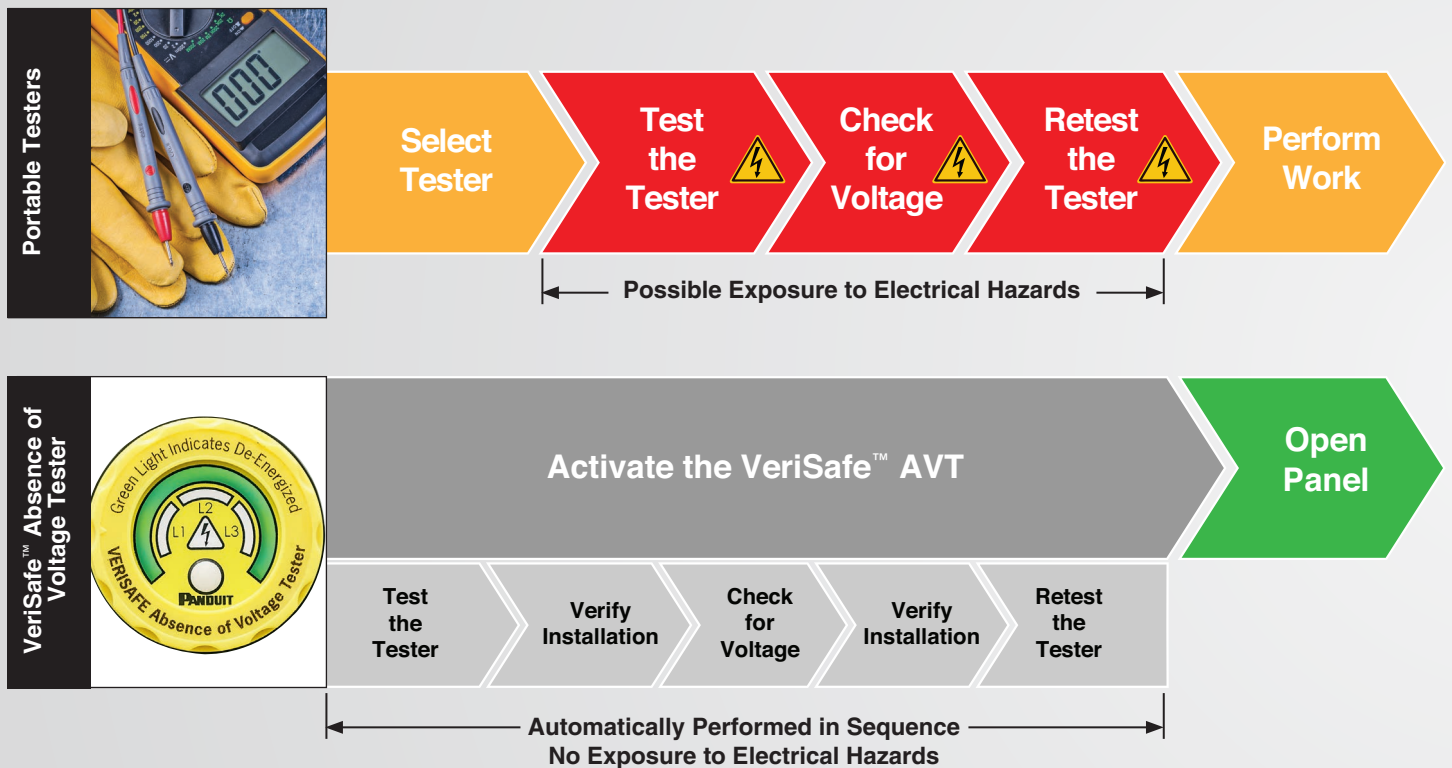 Portable Testers
000
Select
Tester
Test
the
Tester
Check
for
Voltage
Retest
the
Tester
Perform
Work
Possible Exposure to Electrical Hazards
VeriSafe™ Absence of
Voltage Tester
Green Light Indicates De-Energized
L1
L2
L3
PANDUIT
VERISAFE Absence of Voltage Tester
Activate the VeriSafe™ AVT
Open
Panel
Test
the
Tester
Verify
Installation
Check
for
Voltage
Verify
Installation
Retest
the
Tester
Automatically Performed in Sequence
No Exposure to Electrical Hazards